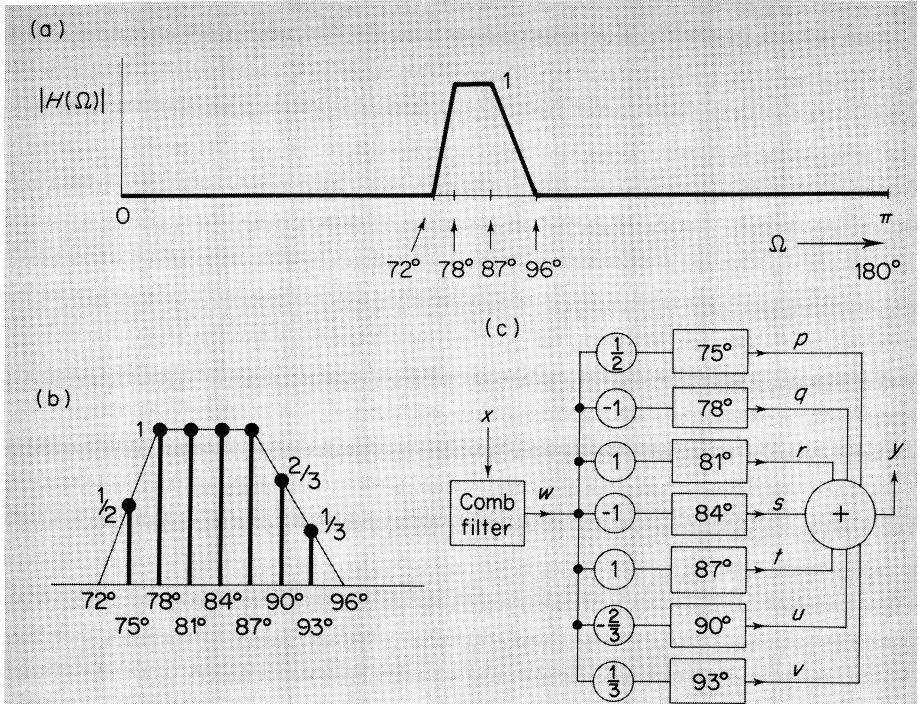 (a)
|H(Ω)|
1
0
π
72° 78° 87° 96°
Ω
180°
(b)
1
1/2
2/3
1/3
72° 78° 84° 90° 96°
75° 81° 87° 93°
(c)
x
Comb
filter
w
1/2 75° p
-1 78° q
1 81° r
-1 84° s
1 87° t
-2/3 90° u
1/3 93° v
+
y